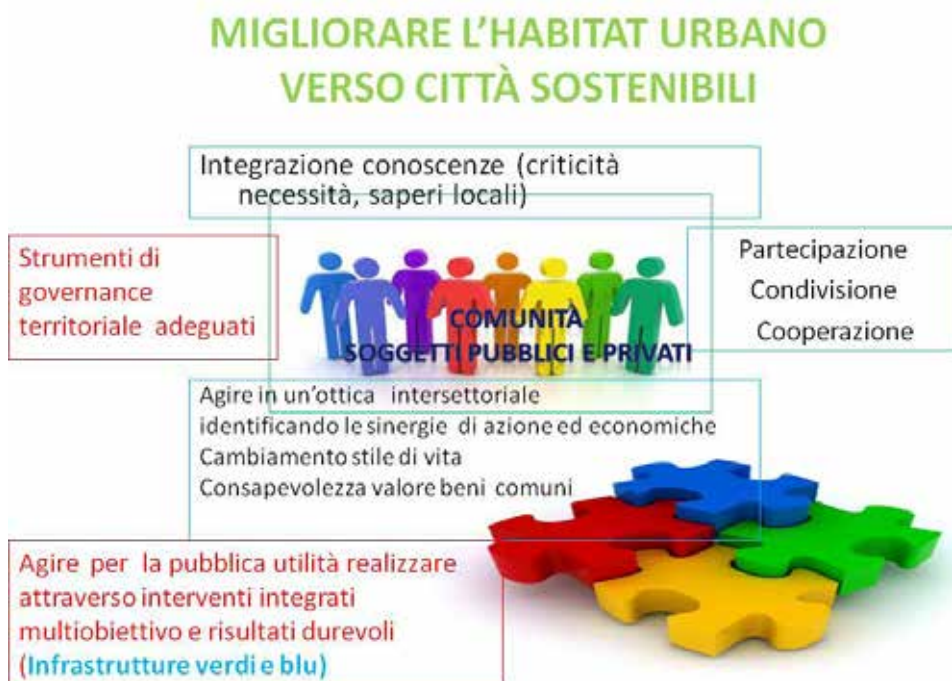 MIGLIORARE L'HABITAT URBANO
VERSO CITTÀ SOSTENIBILI
Integrazione conoscenze (criticità
necessità, saperi locali)
Strumenti di
governance
territoriale adeguati
COMUNITÀ
SOGGETTI PUBBLICI E PRIVATI
Partecipazione
Condivisione
Cooperazione
Agire in un'ottica intersettoriale
identificando le sinergie di azione ed economiche
Cambiamento stile di vita
Consapevolezza valore beni comuni
Agire per la pubblica utilità realizzare
attraverso interventi integrati
multiobiettivo e risultati durevoli
(Infrastrutture verdi e blu)